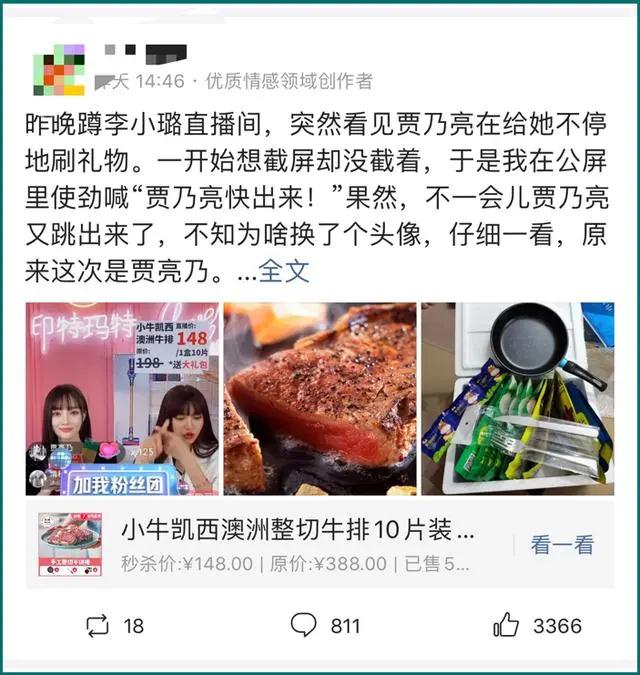 昨天 14:46 · 优质情感领域创作者
昨晚蹲李小璐直播间，突然看见贾乃亮在给她不停
地刷礼物。一开始想截屏却没截着，于是我在公屏
里使劲喊“贾乃亮快出来！”果然，不一会儿贾乃亮
又跳出来了，不知为啥换了个头像，仔细一看，原
来这次是贾亮乃。...全文
印特玛特
小牛凯西 直播价:
澳洲牛排 148
原价: /1盒10片
198 *送大礼包
贾亮乃
x125
加我粉丝团
小牛凯西澳洲整切牛排10片装...
秒杀价:¥148.00 | 原价:¥388.00 | 已售5...
看一看
18
811
3366